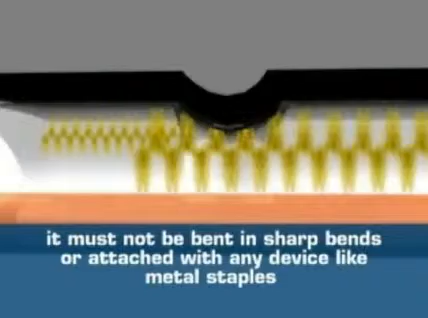 it must not be bent in sharp bends
or attached with any device like
metal staples